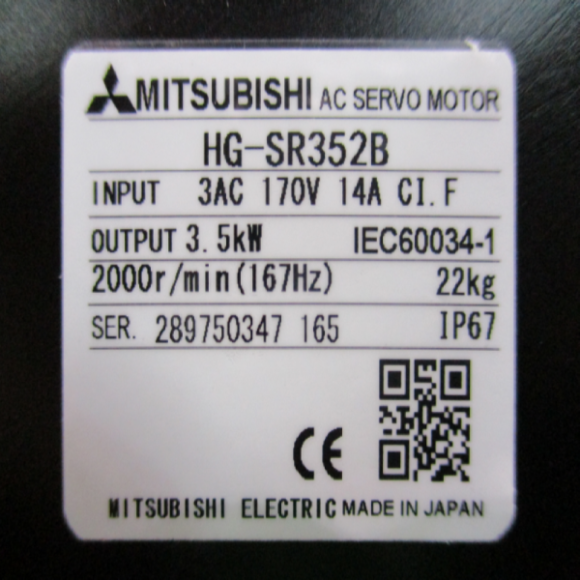 MITSUBISHI AC SERVO MOTOR
HG-SR352B
INPUT 3AC 170V 14A CI.F
OUTPUT 3.5kW IEC60034-1
2000r/min(167Hz) 22kg
SER. 289750347 165 IP67
CE
MITSUBISHI ELECTRIC MADE IN JAPAN